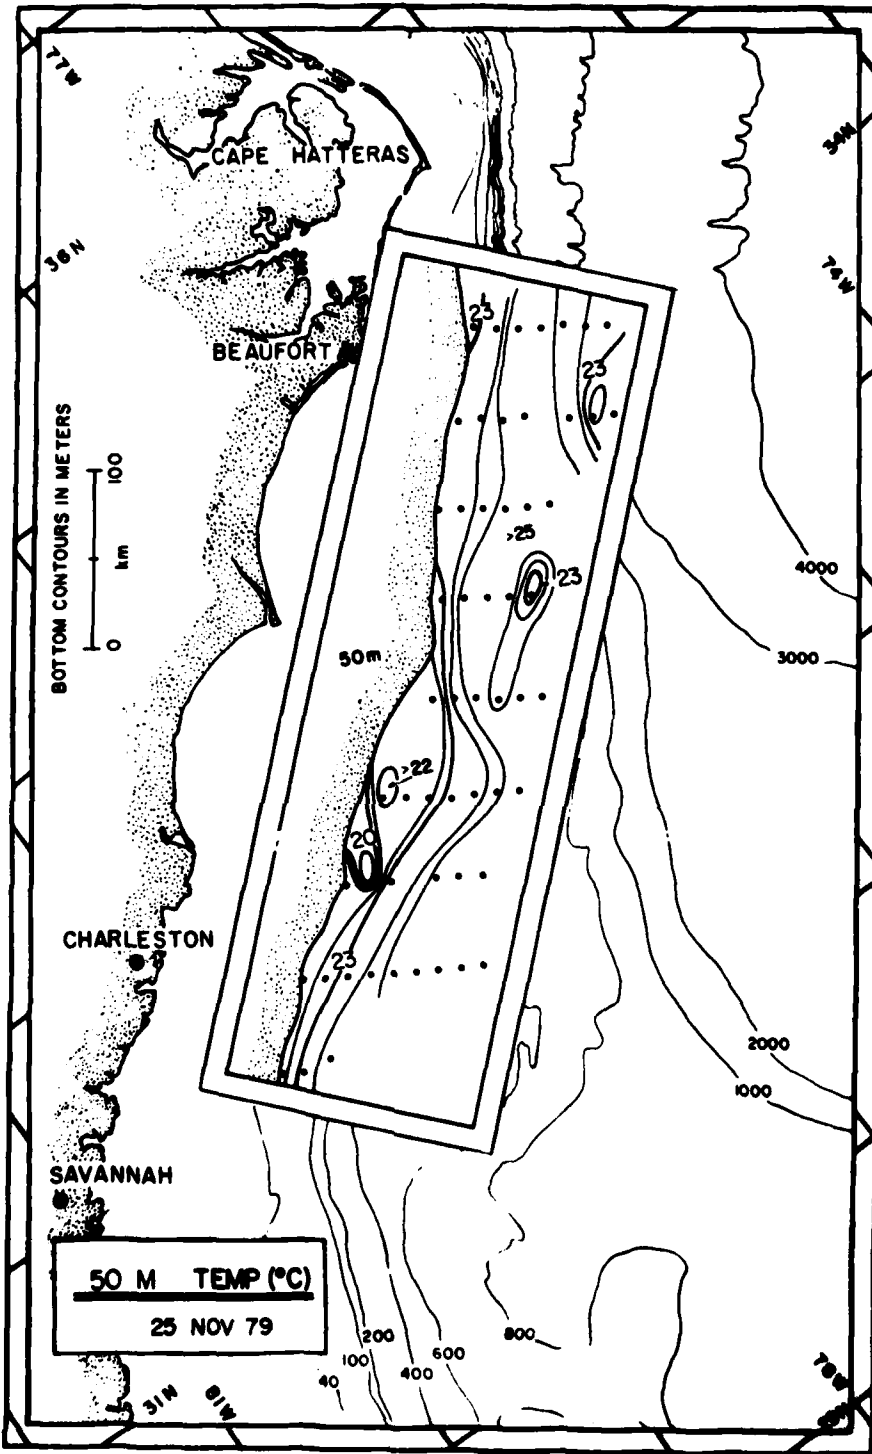 77W
CAPE HATTERAS
34N
36N
74W
23
BEAUFORT
23
BOTTOM CONTOURS IN METERS
100
km
0
>25
23
4000
50m
3000
>22
20
CHARLESTON
23
2000
1000
SAVANNAH
50 M TEMP (°C)
25 NOV 79
200
100
40
400
600
800
31N
81W
78W